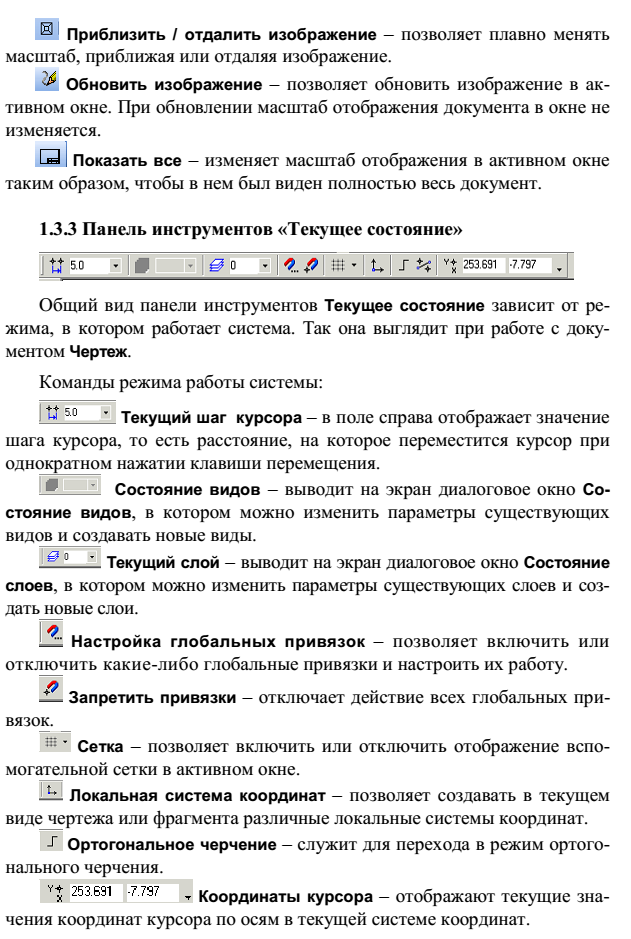 Приблизить / отдалить изображение – позволяет плавно менять
масштаб, приближая или отдаляя изображение.
Обновить изображение – позволяет обновить изображение в ак-
тивном окне. При обновлении масштаб отображения документа в окне не
изменяется.
Показать все – изменяет масштаб отображения в активном окне
таким образом, чтобы в нем был виден полностью весь документ.
1.3.3 Панель инструментов «Текущее состояние»
5.0 0 Y X 253.691 -7.797
Общий вид панели инструментов Текущее состояние зависит от ре-
жима, в котором работает система. Так она выглядит при работе с доку-
ментом Чертеж.
Команды режима работы системы:
5.0 Текущий шаг курсора – в поле справа отображает значение
шага курсора, то есть расстояние, на которое переместится курсор при
однократном нажатии клавиши перемещения.
Состояние видов – выводит на экран диалоговое окно Со-
стояние видов, в котором можно изменить параметры существующих
видов и создавать новые виды.
0 Текущий слой – выводит на экран диалоговое окно Состояние
слоев, в котором можно изменить параметры существующих слоев и соз-
дать новые слои.
Настройка глобальных привязок – позволяет включить или
отключить какие-либо глобальные привязки и настроить их работу.
Запретить привязки – отключает действие всех глобальных при-
вязок.
Сетка – позволяет включить или отключить отображение вспо-
могательной сетки в активном окне.
Локальная система координат – позволяет создавать в текущем
виде чертежа или фрагмента различные локальные системы координат.
Ортогональное черчение – служит для перехода в режим ортого-
нального черчения.
Y X 253.691 -7.797 Координаты курсора – отображают текущие зна-
чения координат курсора по осям в текущей системе координат.